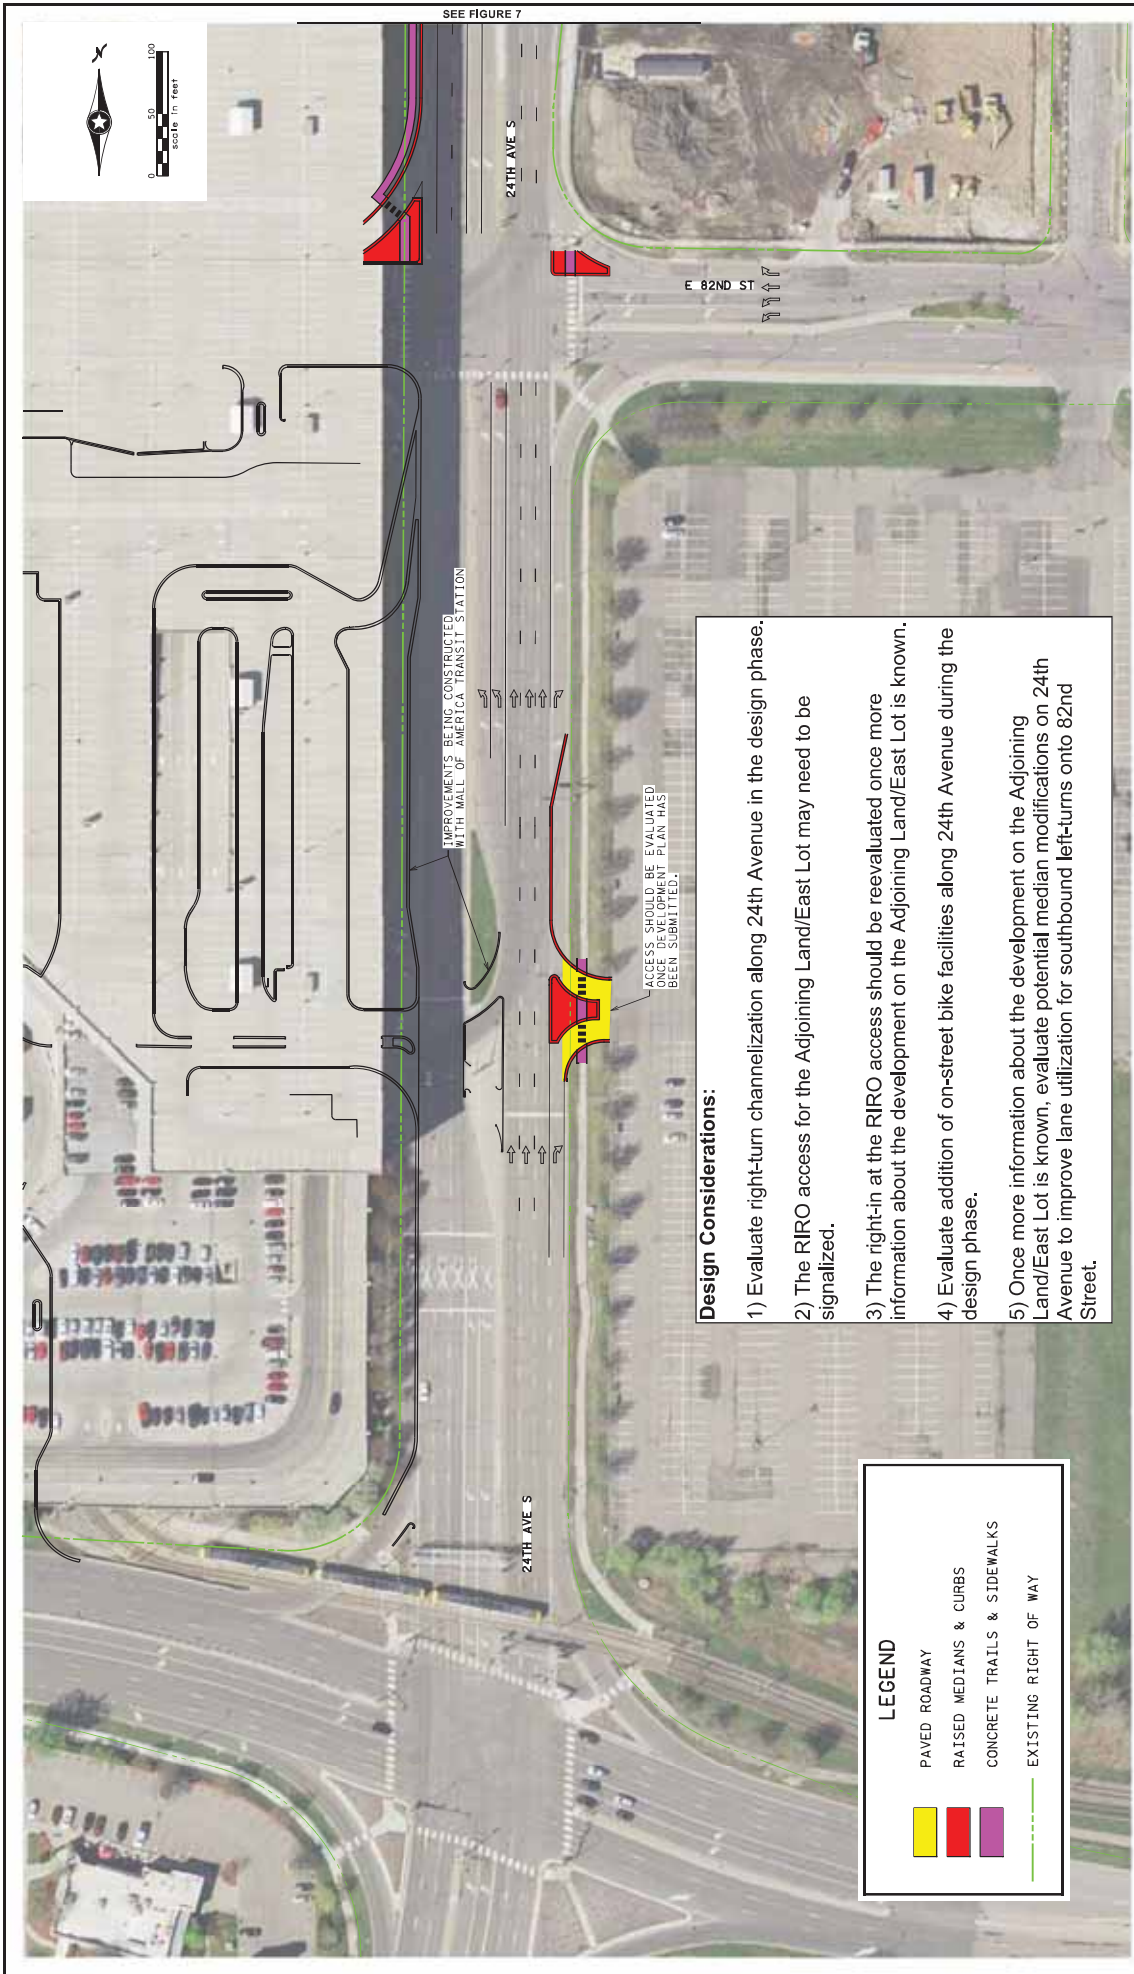 SEE FIGURE 7
N
0 50 100
scale in feet
24TH AVE S
E 82ND ST
IMPROVEMENTS BEING CONSTRUCTED
WITH MALL OF AMERICA TRANSIT STATION
ACCESS SHOULD BE EVALUATED
ONCE DEVELOPMENT PLAN HAS
BEEN SUBMITTED.
24TH AVE S
Design Considerations:
1) Evaluate right-turn channelization along 24th Avenue in the design phase.
2) The RIRO access for the Adjoining Land/East Lot may need to be
signalized.
3) The right-in at the RIRO access should be reevaluated once more
information about the development on the Adjoining Land/East Lot is known.
4) Evaluate addition of on-street bike facilities along 24th Avenue during the
design phase.
5) Once more information about the development on the Adjoining
Land/East Lot is known, evaluate potential median modifications on 24th
Avenue to improve lane utilization for southbound left-turns onto 82nd
Street.
LEGEND
PAVED ROADWAY
RAISED MEDIANS & CURBS
CONCRETE TRAILS & SIDEWALKS
EXISTING RIGHT OF WAY